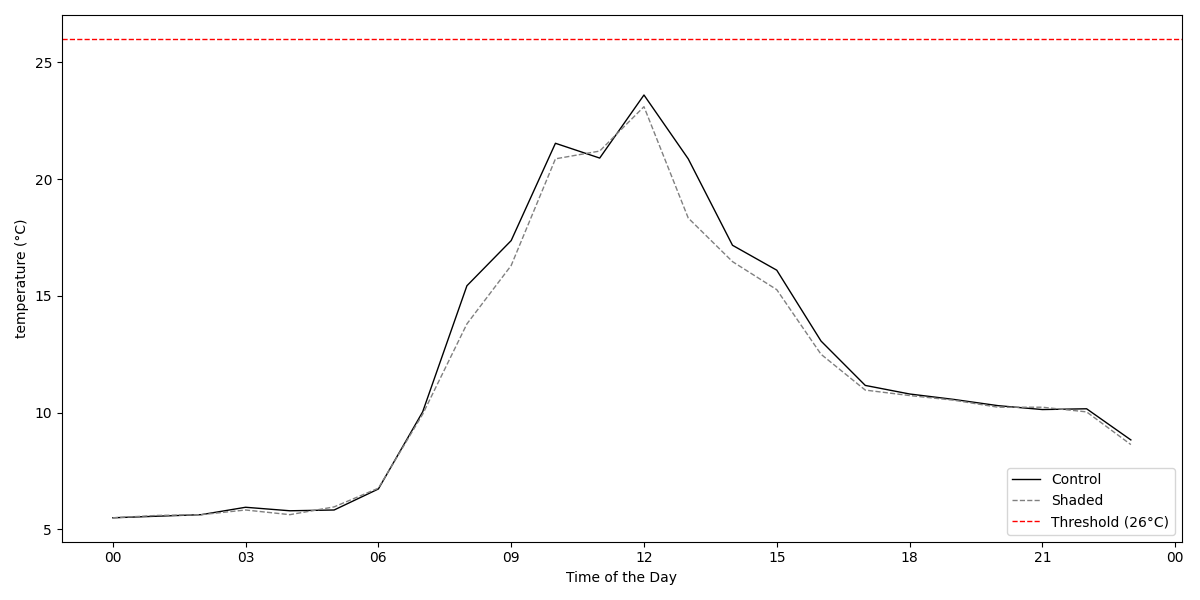 25
20
15
10
5
temperature (°C)
00 03 06 09 12 15 18 21 00
Time of the Day
Control
Shaded
Threshold (26°C)